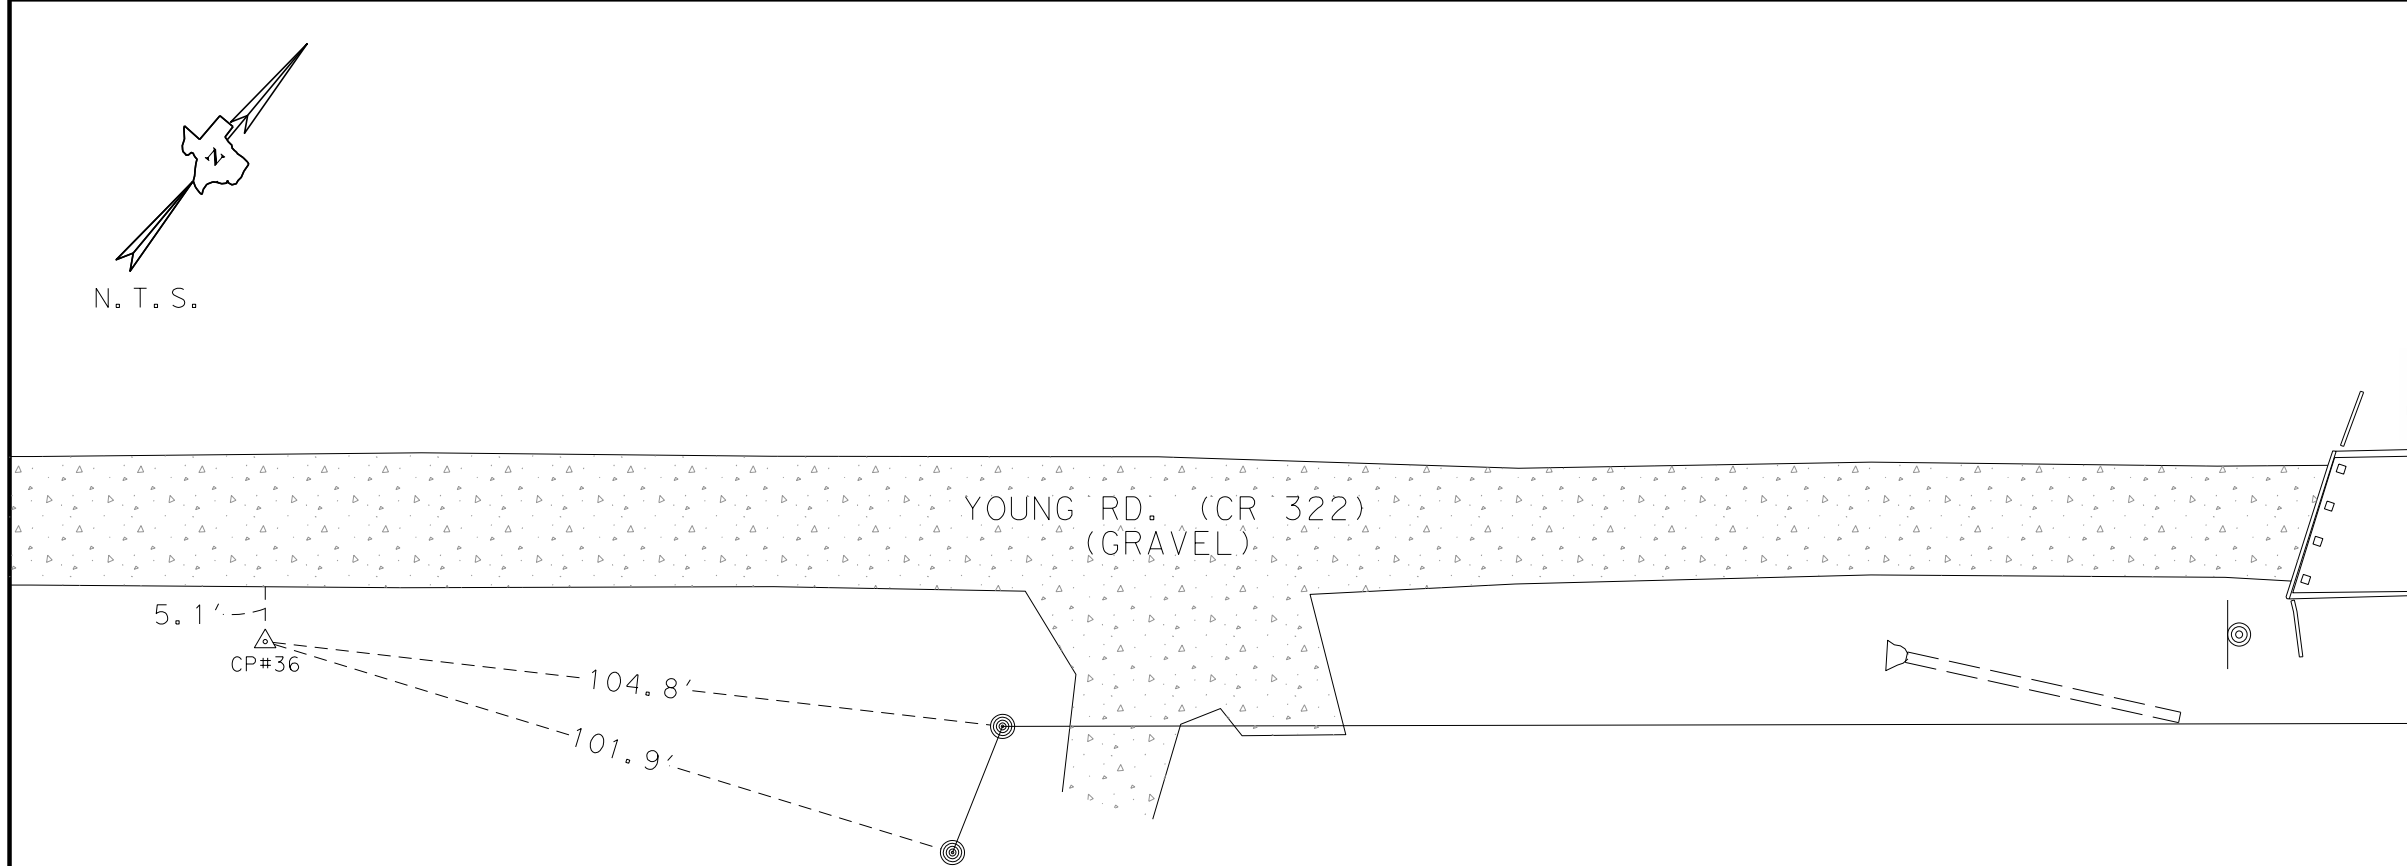 N
N.T.S.
YOUNG RD. (CR 322)
(GRAVEL)
5.1'
CP#36
104.8'
101.9'